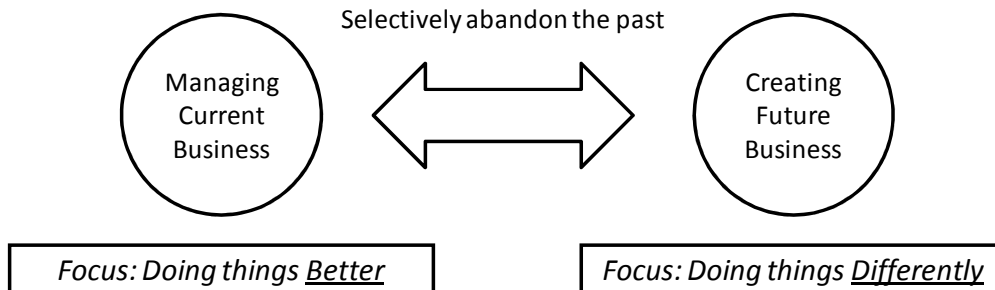 Selectively abandon the past
Managing
Current
Business
Creating
Future
Business
Focus: Doing things Better
Focus: Doing things Differently